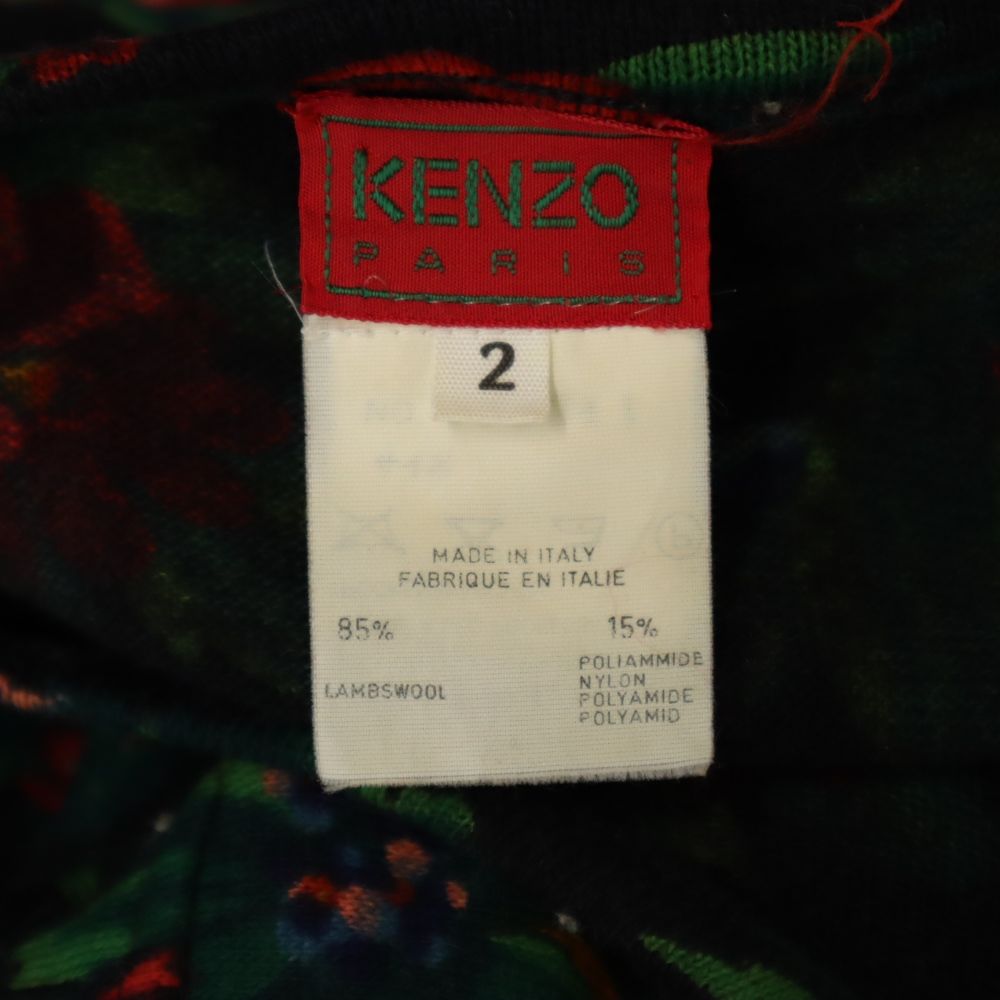 KENZO
PARIS
2
MADE IN ITALY
FABRIQUE EN ITALIE
85% 15%
LAMBSWOOL
POLIAMMIDE
NYLON
POLYAMIDE
POLYAMID